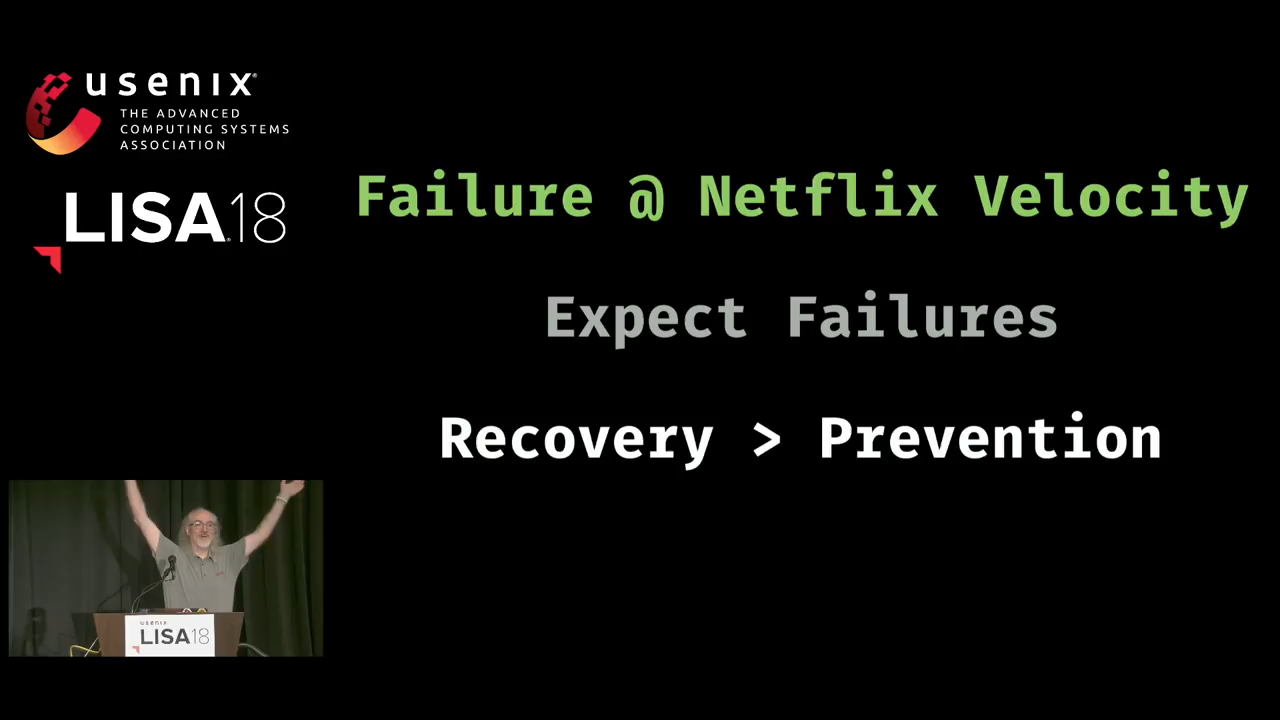 usenix®
THE ADVANCED
COMPUTING SYSTEMS
ASSOCIATION
LISA18
Failure @ Netflix Velocity
Expect Failures
Recovery > Prevention
usenix
LISA18